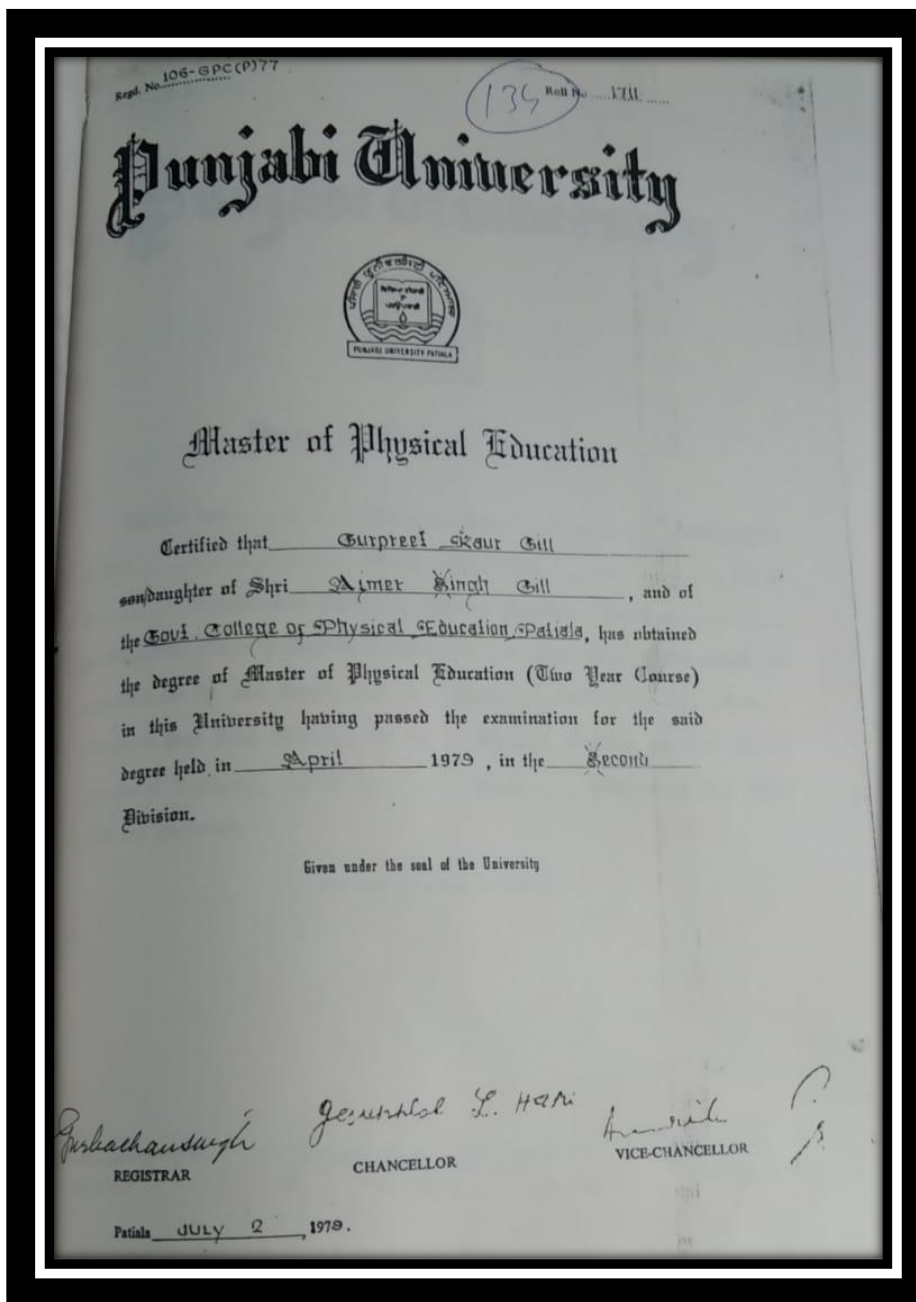 Regd. No. 106-GPC(P)77
134 Roll No. 1711
Punjabi University
PUNJABI UNIVERSITY PATIALA
Master of Physical Education
Certified that Gurpreet Kaur Gill
son/daughter of Shri Ajmer Singh Gill, and of
the Govt. College of Physical Education, Patiala, has obtained
the degree of Master of Physical Education (Two Year Course)
in this University having passed the examination for the said
degree held in April 1979, in the Second
Division.
Given under the seal of the University
Gurbachansingh
REGISTRAR
CHANCELLOR
VICE-CHANCELLOR
Patiala JULY 2, 1979.